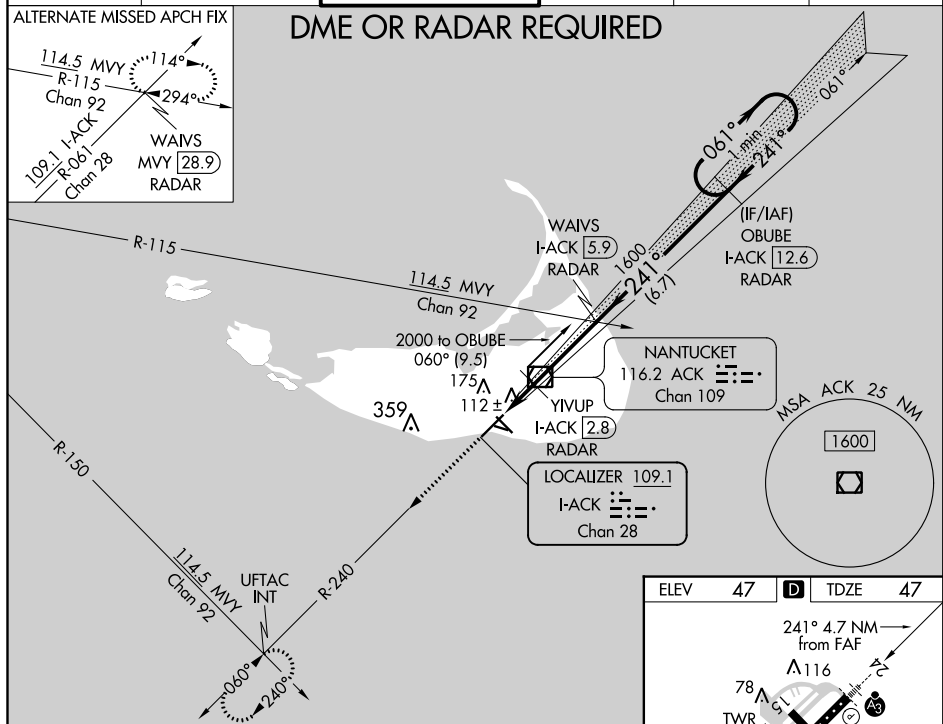 ALTERNATE MISSED APCH FIX
114.5 MVY
R-115
Chan 92
114°
294°
109.1 I-ACK
R-061
Chan 28
WAIVS
MVY 28.9
RADAR
DME OR RADAR REQUIRED
061°
061°
1 min
241°
(IF/IAF)
OBUBE
I-ACK 12.6
RADAR
WAIVS
I-ACK 5.9
RADAR
1600
241°
(6.7)
R-115
114.5 MVY
Chan 92
2000 to OBUBE
060° (9.5)
175
112 ±
359
NANTUCKET
116.2 ACK
Chan 109
YIVUP
I-ACK 2.8
RADAR
LOCALIZER 109.1
I-ACK
Chan 28
MSA ACK 25 NM
1600
R-150
114.5 MVY
Chan 92
UFTAC
INT
R-240
060°
240°
ELEV 47 D TDZE 47
241° 4.7 NM
from FAF
116
24
78
15
TWR
P
A3